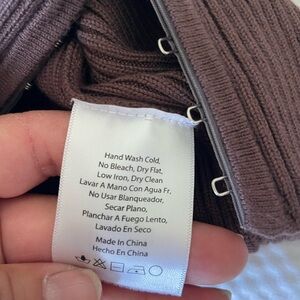 Hand Wash Cold,
No Bleach, Dry Flat,
Low Iron, Dry Clean
Lavar A Mano Con Agua Fr,
No Usar Blanqueador,
Secar Plano,
Planchar A Fuego Lento,
Lavado En Seco
Made In China
Hecho En China